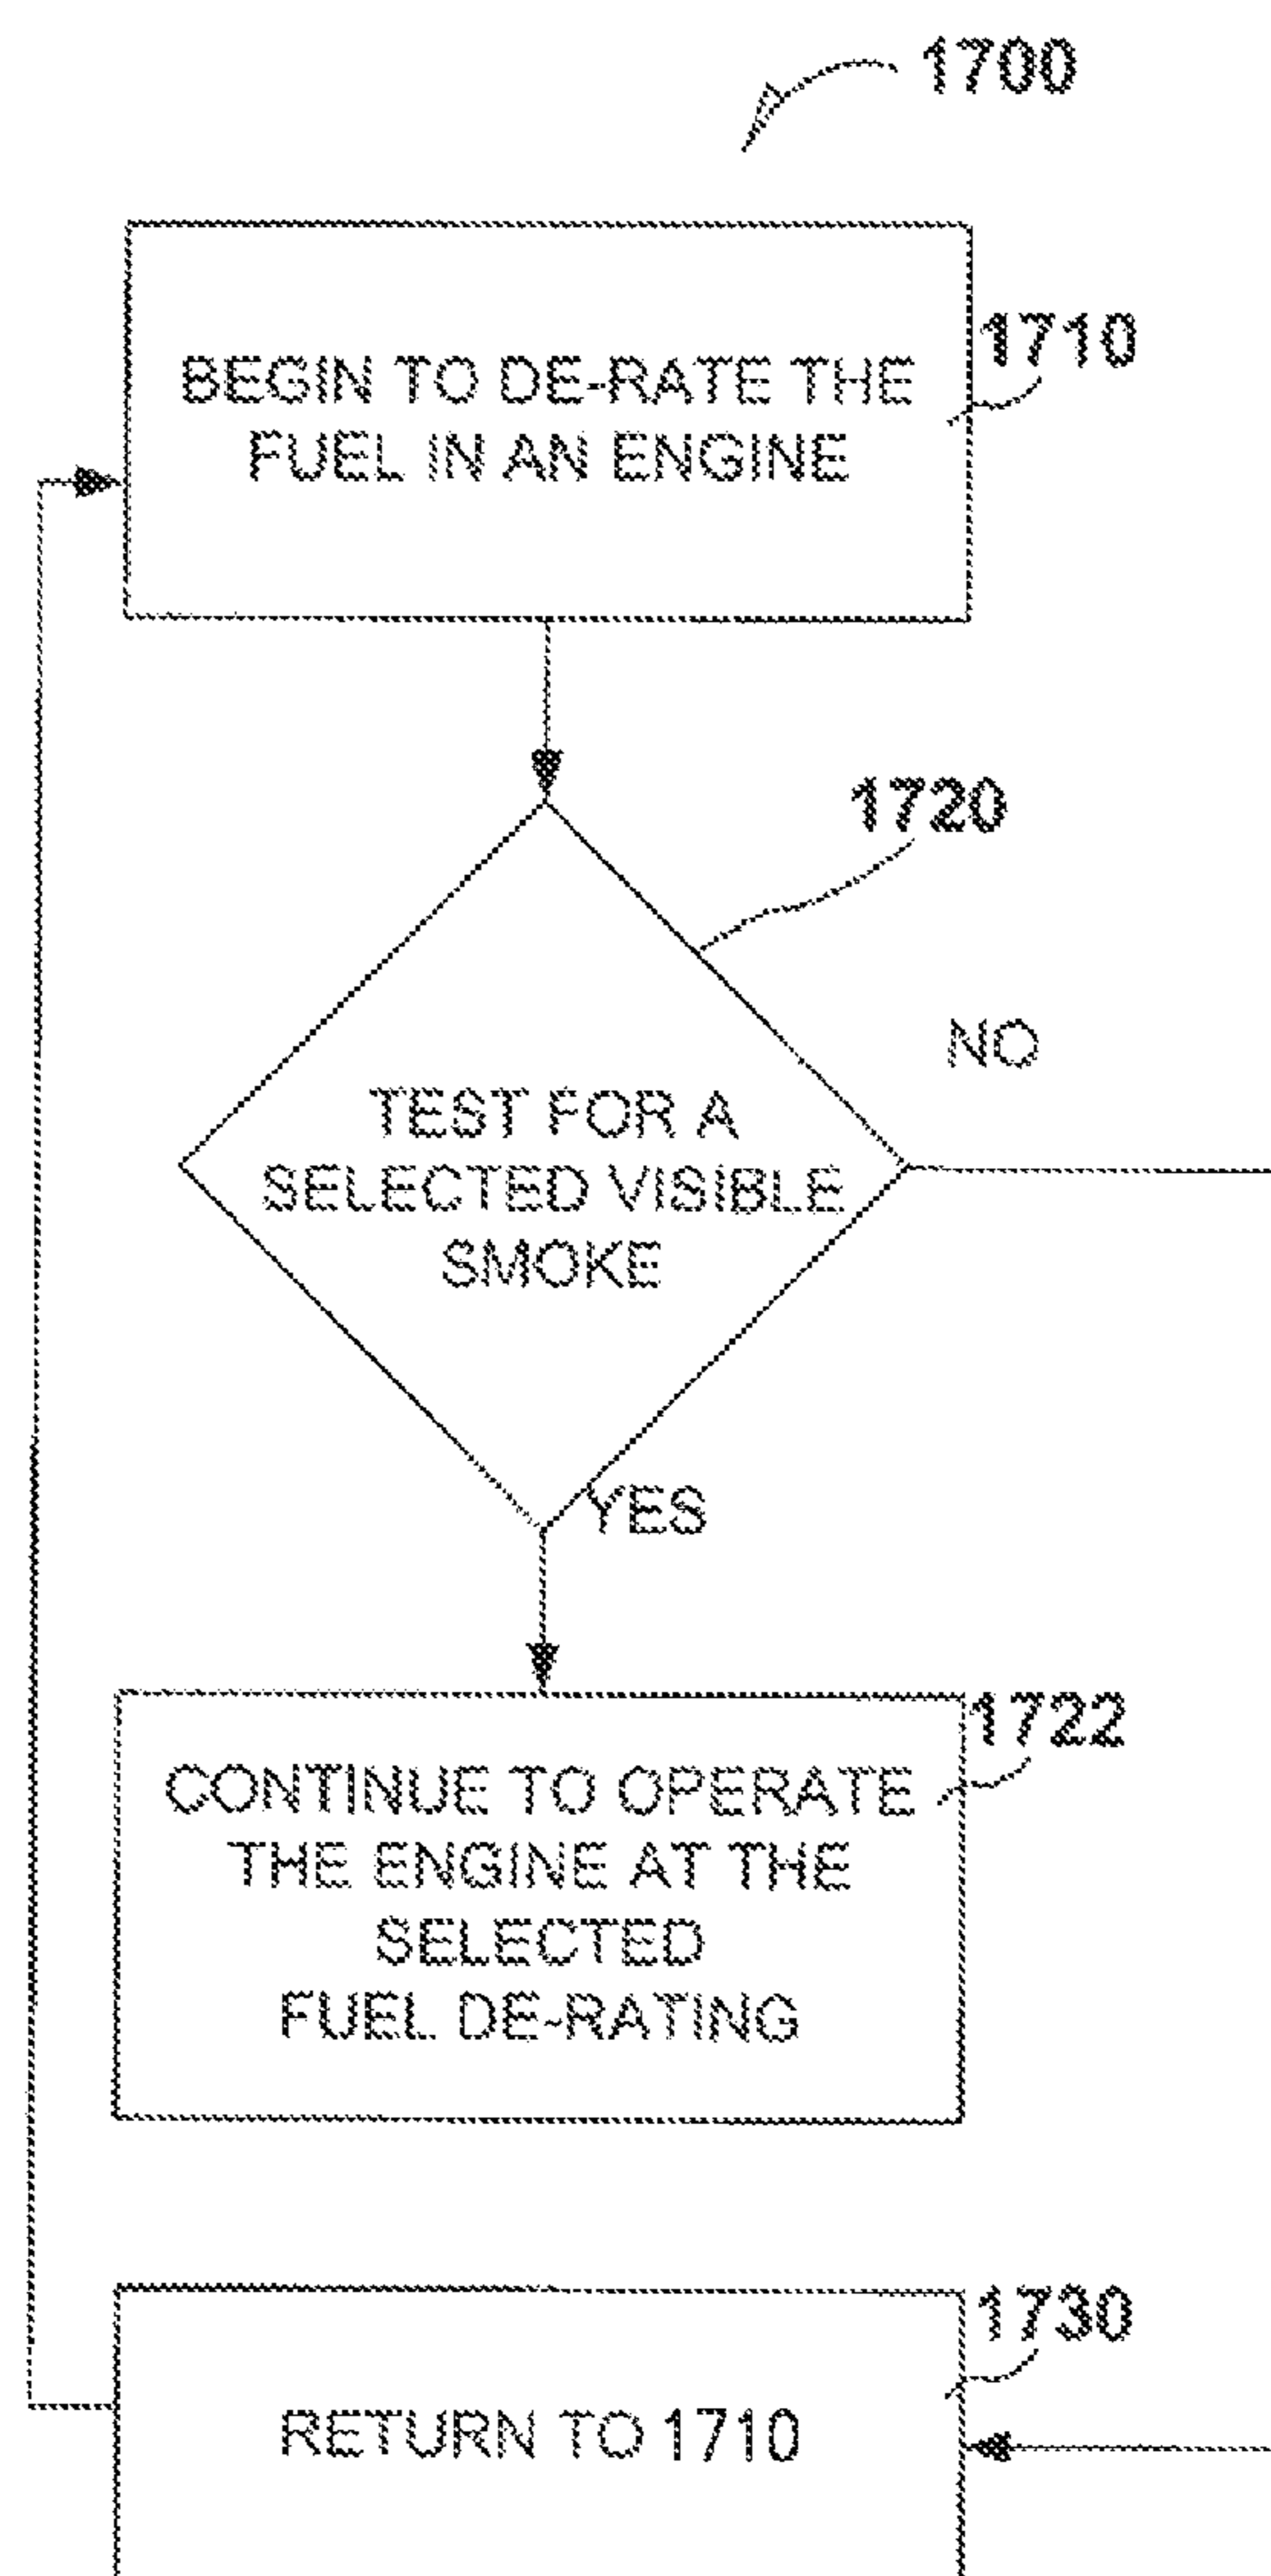 1700
1710
BEGIN TO DE-RATE THE
FUEL IN AN ENGINE
1720
NO
TEST FOR A
SELECTED VISIBLE
SMOKE
YES
1722
CONTINUE TO OPERATE
THE ENGINE AT THE
SELECTED
FUEL DE-RATING
1730
RETURN TO 1710